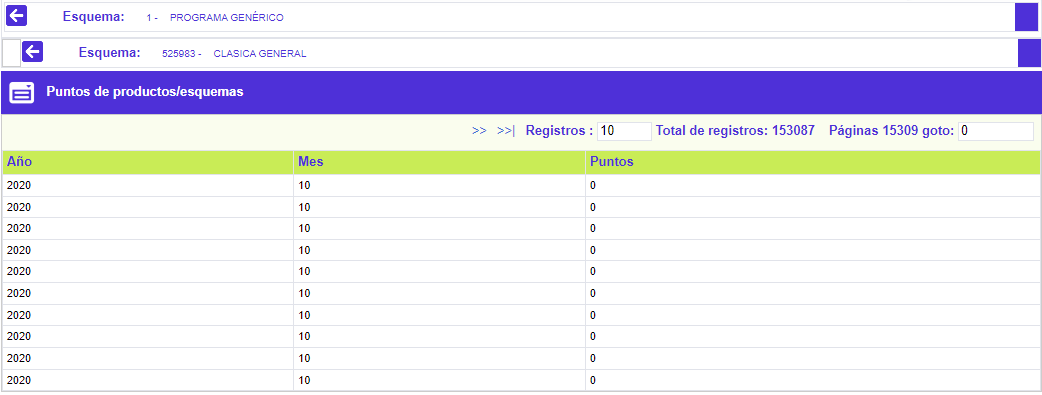 Esquema: 1 - PROGRAMA GENÉRICO
Esquema: 525983 - CLASICA GENERAL
Puntos de productos/esquemas
>> >>| Registros : 10 Total de registros: 153087 Páginas 15309 goto: 0
Año Mes Puntos
2020 10 0
2020 10 0
2020 10 0
2020 10 0
2020 10 0
2020 10 0
2020 10 0
2020 10 0
2020 10 0
2020 10 0